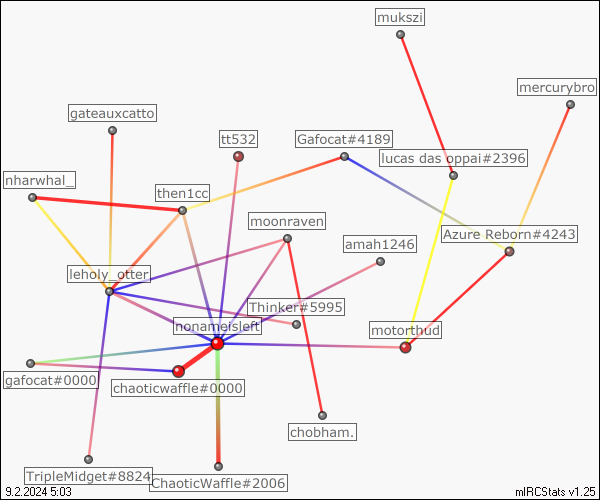 mukszi
mercurybro
gateauxcatto
tt532
Gafocat#4189
lucas das oppai#2396
nharwhal_
then1cc
moonraven
Azure Reborn#4243
amah1246
leholy_otter
Thinker#5995
nonameisleft
motorthud
gafocat#0000
chaoticwaffle#0000
chobham.
TripleMidget#8824
ChaoticWaffle#2006
9.2.2024 5:03
mIRCStats v1.25